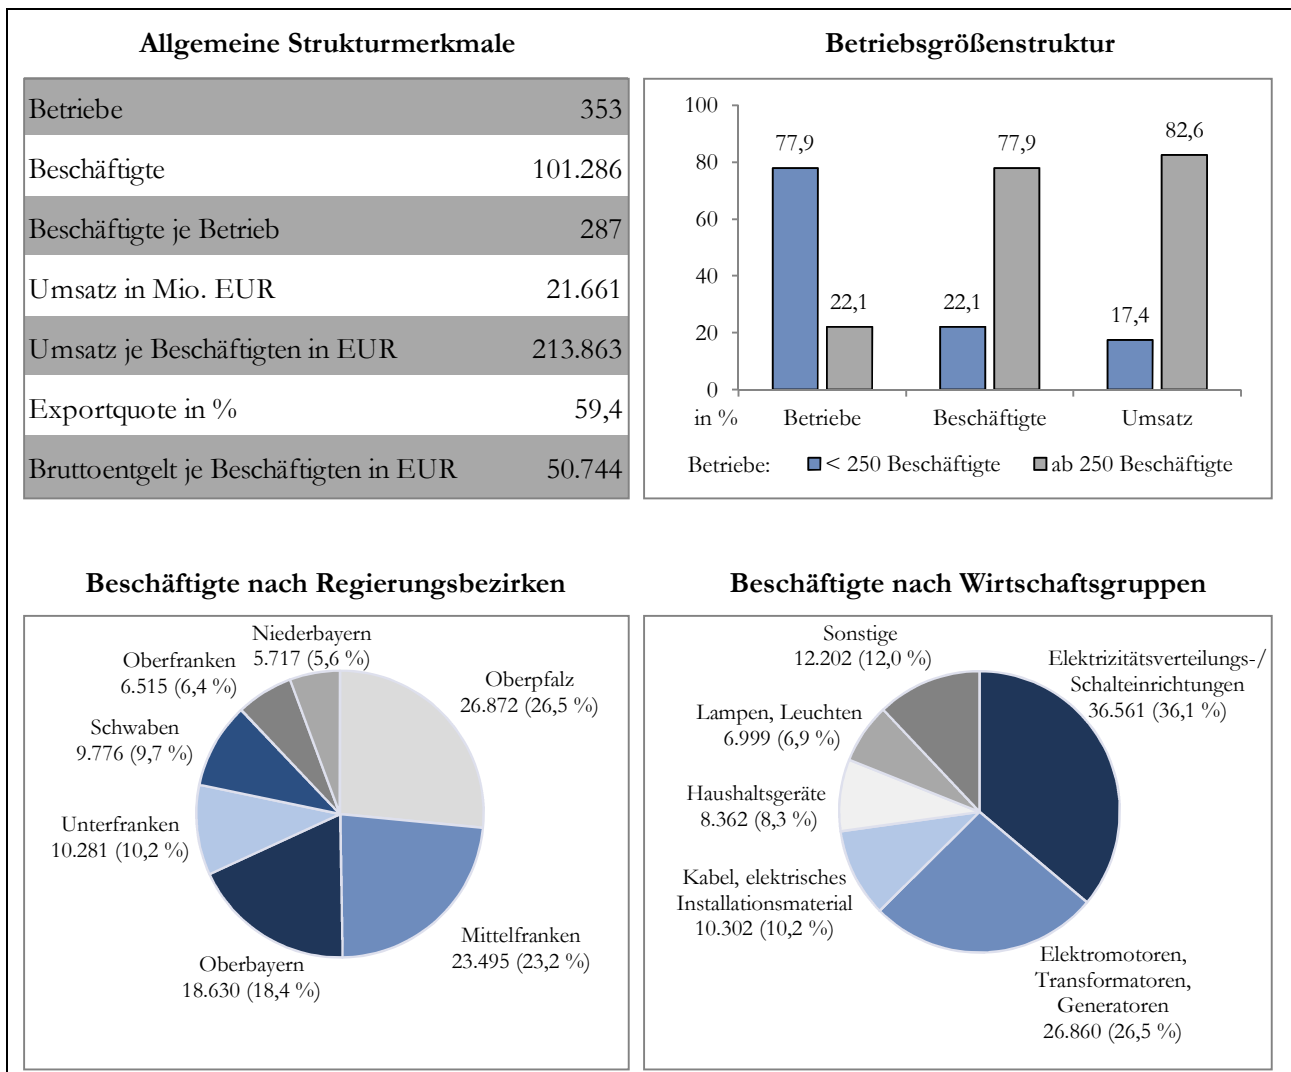 Allgemeine Strukturmerkmale
Betriebe 353
Beschäftigte 101.286
Beschäftigte je Betrieb 287
Umsatz in Mio. EUR 21.661
Umsatz je Beschäftigten in EUR 213.863
Exportquote in % 59,4
Bruttoentgelt je Beschäftigten in EUR 50.744
Betriebsgrößenstruktur
100
80
60
40
20
0
in %
77,9
22,1
22,1
77,9
17,4
82,6
Betriebe
Beschäftigte
Umsatz
Betriebe: < 250 Beschäftigte ab 250 Beschäftigte
Beschäftigte nach Regierungsbezirken
Niederbayern
5.717 (5,6 %)
Oberfranken
6.515 (6,4 %)
Schwaben
9.776 (9,7 %)
Unterfranken
10.281 (10,2 %)
Oberbayern
18.630 (18,4 %)
Mittelfranken
23.495 (23,2 %)
Oberpfalz
26.872 (26,5 %)
Beschäftigte nach Wirtschaftsgruppen
Sonstige
12.202 (12,0 %)
Lampen, Leuchten
6.999 (6,9 %)
Haushaltsgeräte
8.362 (8,3 %)
Kabel, elektrisches
Installationsmaterial
10.302 (10,2 %)
Elektromotoren,
Transformatoren,
Generatoren
26.860 (26,5 %)
Elektrizitätsverteilungs-/
Schalteinrichtungen
36.561 (36,1 %)